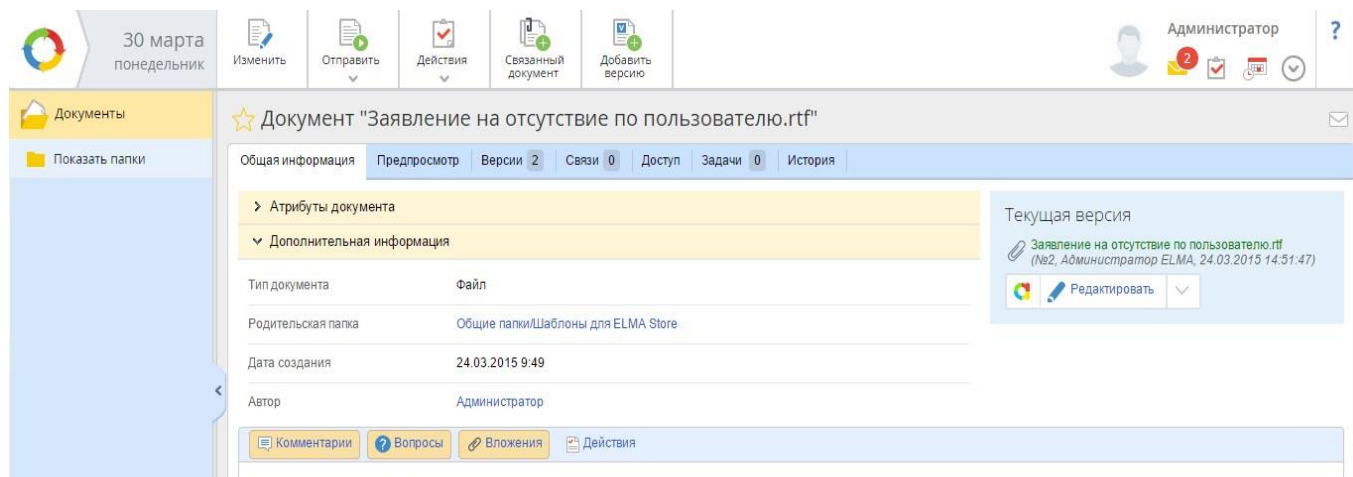 30 марта
понедельник
Изменить
Отправить
Действия
Связанный
документ
Добавить
версию
Администратор
2
?
Документы
Показать папки
Документ "Заявление на отсутствие по пользователю.rtf"
Общая информация
Предпросмотр
Версии 2
Связи 0
Доступ
Задачи 0
История
Атрибуты документа
Дополнительная информация
Тип документа Файл
Родительская папка Общие папки/Шаблоны для ELMA Store
Дата создания 24.03.2015 9:49
Автор Администратор
Текущая версия
Заявление на отсутствие по пользователю.rtf
(№2, Администратор ELMA, 24.03.2015 14:51:47)
Редактировать
Комментарии
Вопросы
Вложения
Действия